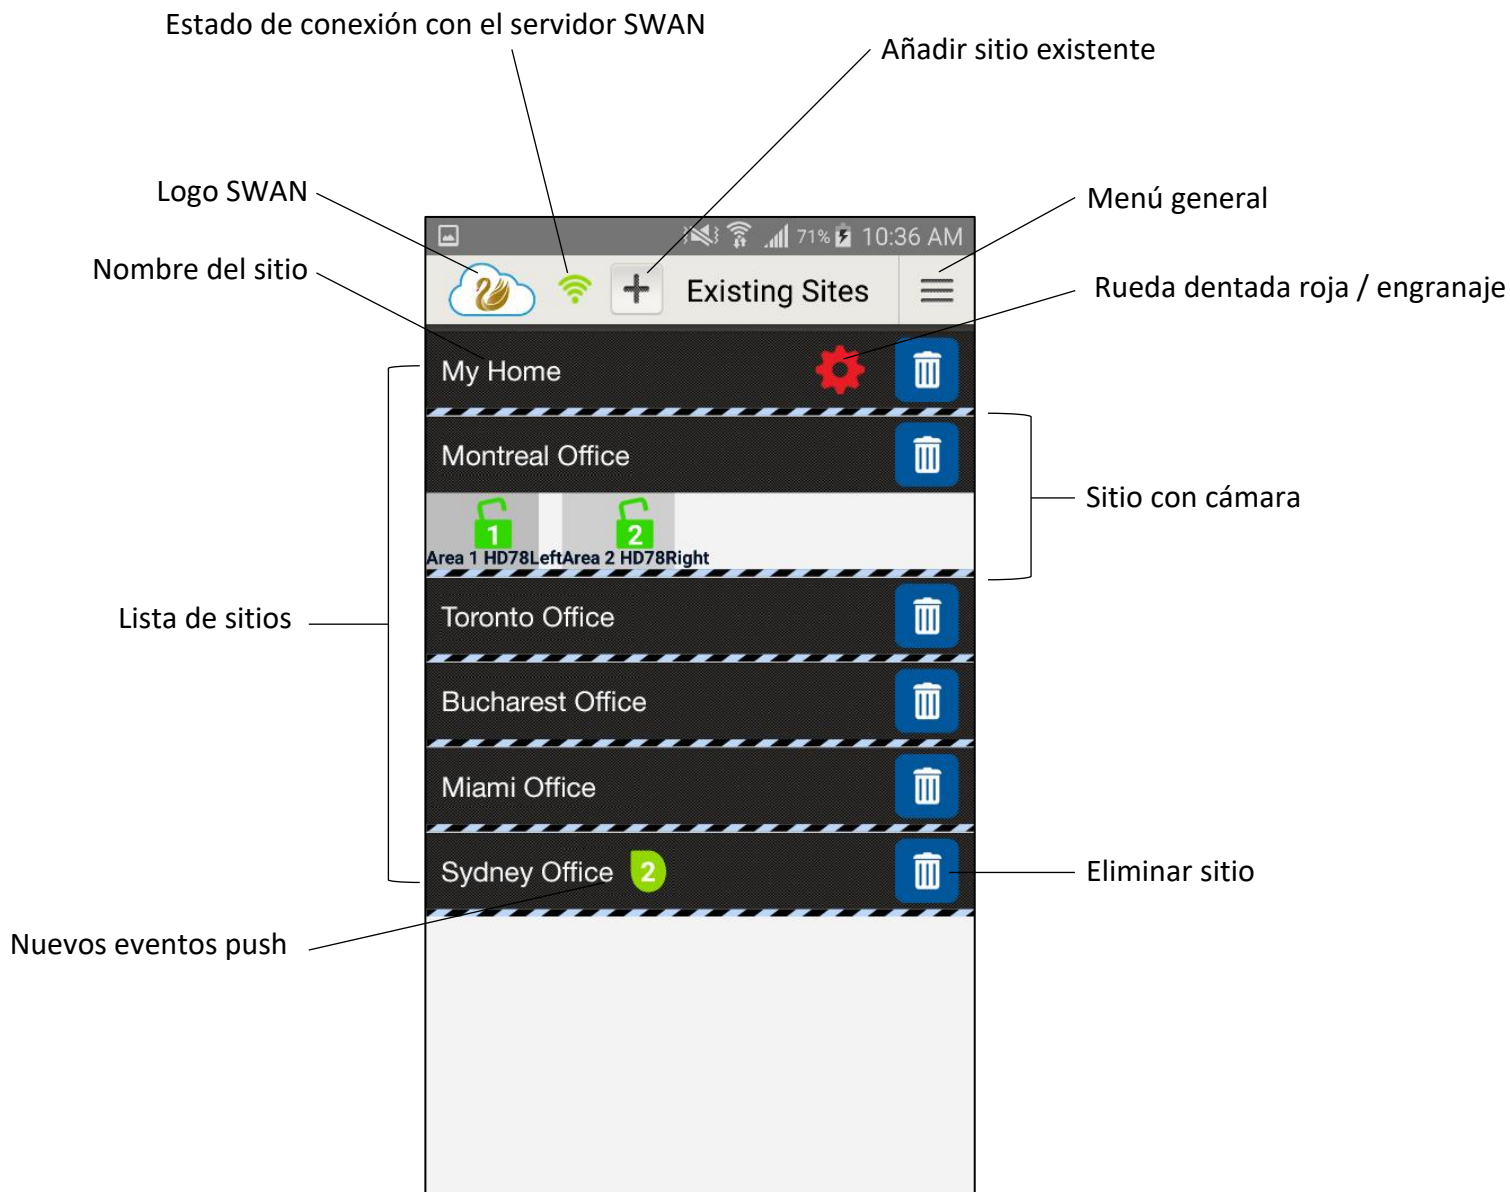 Estado de conexión con el servidor SWAN
Añadir sitio existente
Logo SWAN
Menú general
71% 10:36 AM
Nombre del sitio
Existing Sites
Rueda dentada roja / engranaje
My Home
Montreal Office
Sitio con cámara
1 2
Area 1 HD78LeftArea 2 HD78Right
Lista de sitios
Toronto Office
Bucharest Office
Miami Office
Sydney Office 2
Eliminar sitio
Nuevos eventos push